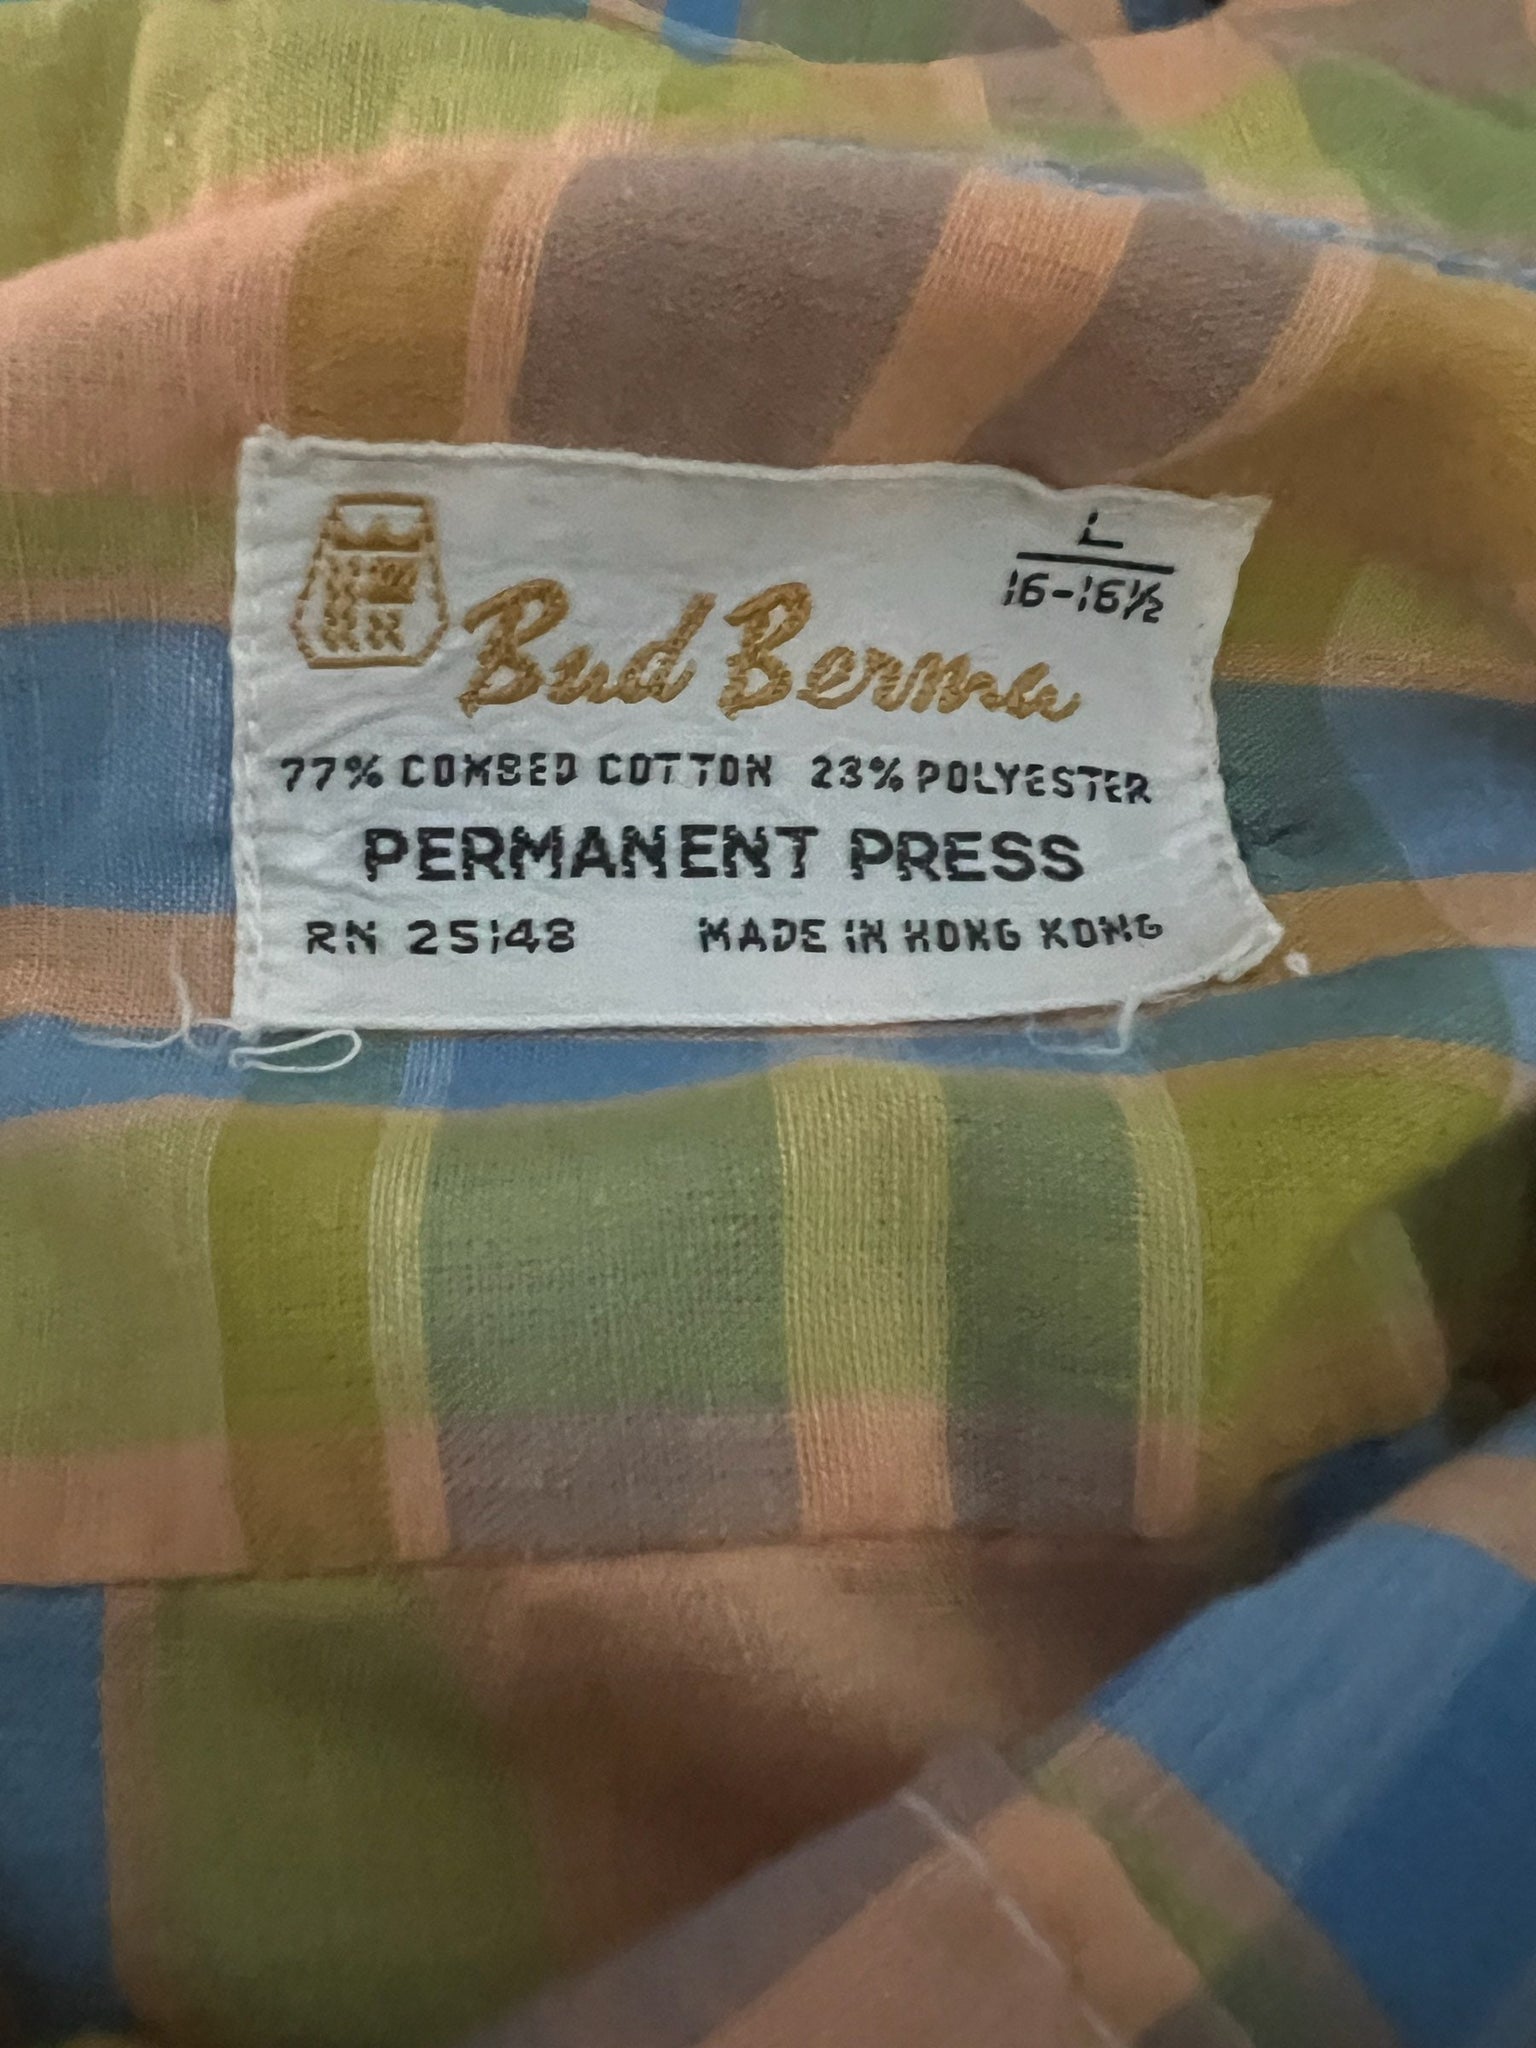 L
16-16½
Bud Berma
77% COMBED COTTON 23% POLYESTER
PERMANENT PRESS
RN 25148 MADE IN HONG KONG